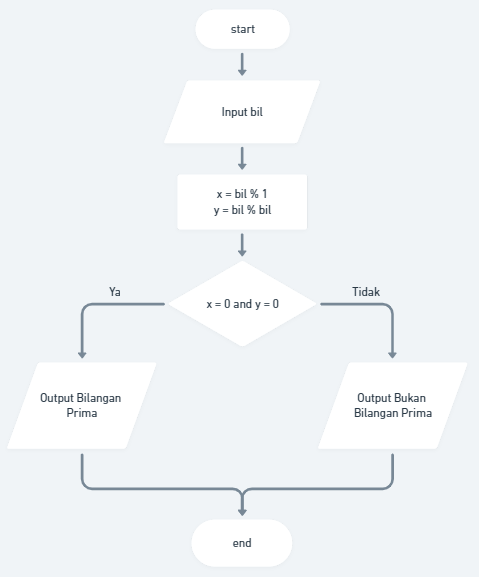 start
Input bil
x = bil % 1
y = bil % bil
x = 0 and y = 0
Ya
Tidak
Output Bilangan
Prima
Output Bukan
Bilangan Prima
end